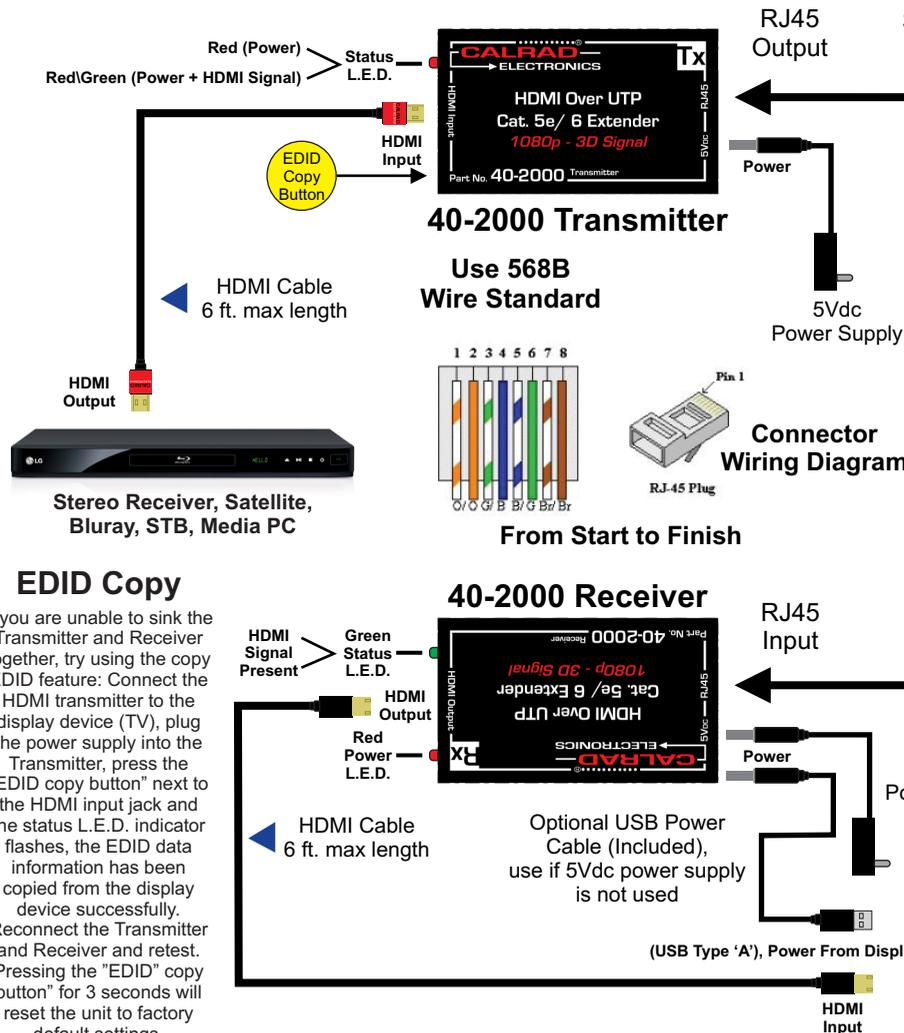 Red (Power)
Red\Green (Power + HDMI Signal)
Status
L.E.D.
CALRAD®
ELECTRONICS
Tx
HDMI Input
HDMI Over UTP
Cat. 5e/ 6 Extender
1080p - 3D Signal
Part No. 40-2000 Transmitter
RJ45
5Vdc
RJ45
Output
HDMI
Input
EDID
Copy
Button
Power
40-2000 Transmitter
Use 568B
Wire Standard
HDMI Cable
6 ft. max length
5Vdc
Power Supply
HDMI
Output
1 2 3 4 5 6 7 8
O/ O G/ B B/ G Br/ Br
Pin 1
RJ-45 Plug
Connector
Wiring Diagram
From Start to Finish
LG
HELLO
Stereo Receiver, Satellite,
Bluray, STB, Media PC
EDID Copy
you are unable to sink the
Transmitter and Receiver
together, try using the copy
EDID feature: Connect the
HDMI transmitter to the
display device (TV), plug
the power supply into the
Transmitter, press the
EDID copy button” next to
the HDMI input jack and
the status L.E.D. indicator
flashes, the EDID data
information has been
copied from the display
device successfully.
Reconnect the Transmitter
and Receiver and retest.
Pressing the ”EDID” copy
button” for 3 seconds will
reset the unit to factory
default settings
40-2000 Receiver
HDMI
Signal
Present
Green
Status
L.E.D.
HDMI
Output
Red
Power
L.E.D.
CALRAD®
ELECTRONICS
Rx
HDMI Output
HDMI Over UTP
Cat. 5e/ 6 Extender
1080p - 3D Signal
Part No. 40-2000 Receiver
RJ45
5Vdc
RJ45
Input
Power
HDMI Cable
6 ft. max length
Optional USB Power
Cable (Included),
use if 5Vdc power supply
is not used
(USB Type ‘A’), Power From Displ
HDMI
Input